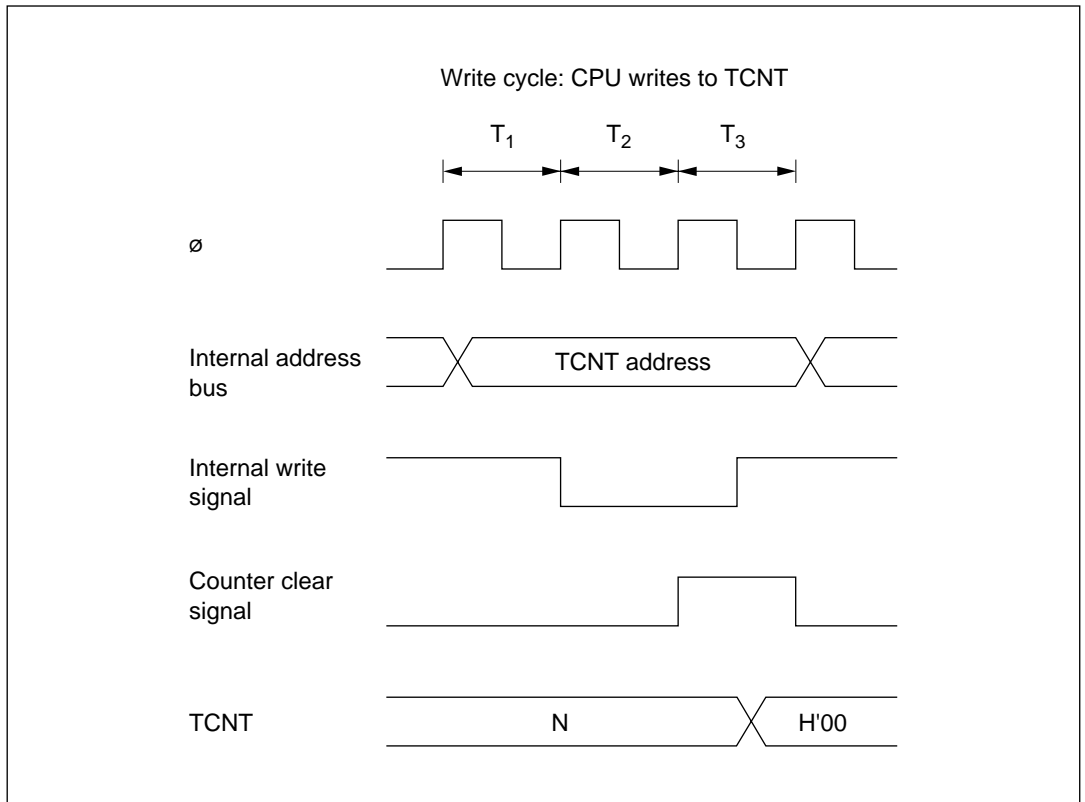 Write cycle: CPU writes to TCNT
T1 T2 T3
ø
Internal address
bus
TCNT address
Internal write
signal
Counter clear
signal
TCNT
N
H'00